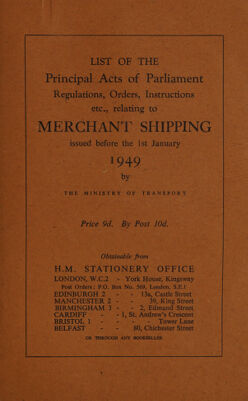 LIST OF THE
Principal Acts of Parliament
Regulations, Orders, Instructions
etc., relating to
MERCHANT SHIPPING
issued before the 1st January
1949
by
THE MINISTRY OF TRANSPORT
Price 9d. By Post 10d.
Obtainable from
H.M. STATIONERY OFFICE
LONDON, W.C.2 - York House, Kingsway
Post Orders: P.O. Box No. 569, London, S.E.1
EDINBURGH 2 - - 13a, Castle Street
MANCHESTER 2 - - 39, King Street
BIRMINGHAM 3 - - 2, Edmund Street
CARDIFF - - 1, St. Andrew's Crescent
BRISTOL 1 - - - Tower Lane
BELFAST - - 80, Chichester Street
OR THROUGH ANY BOOKSELLER